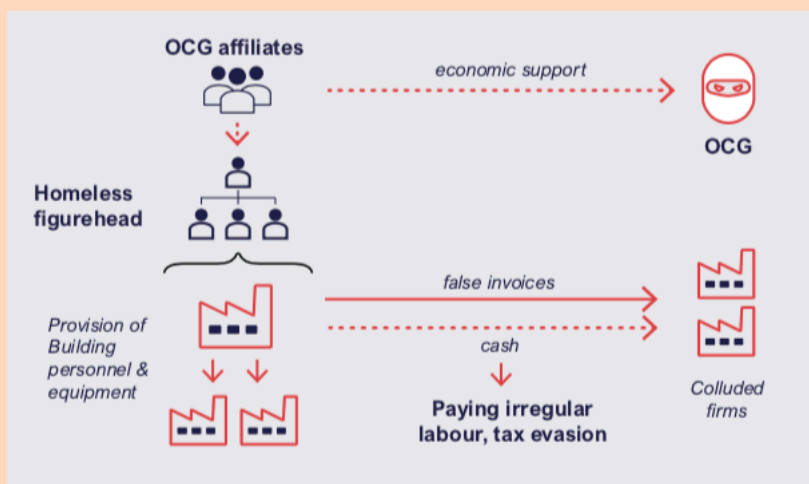 OCG affiliates
economic support
OCG
Homeless
figurehead
false invoices
Provision of
Building
personnel &
equipment
cash
Paying irregular
labour, tax evasion
Colluded
firms